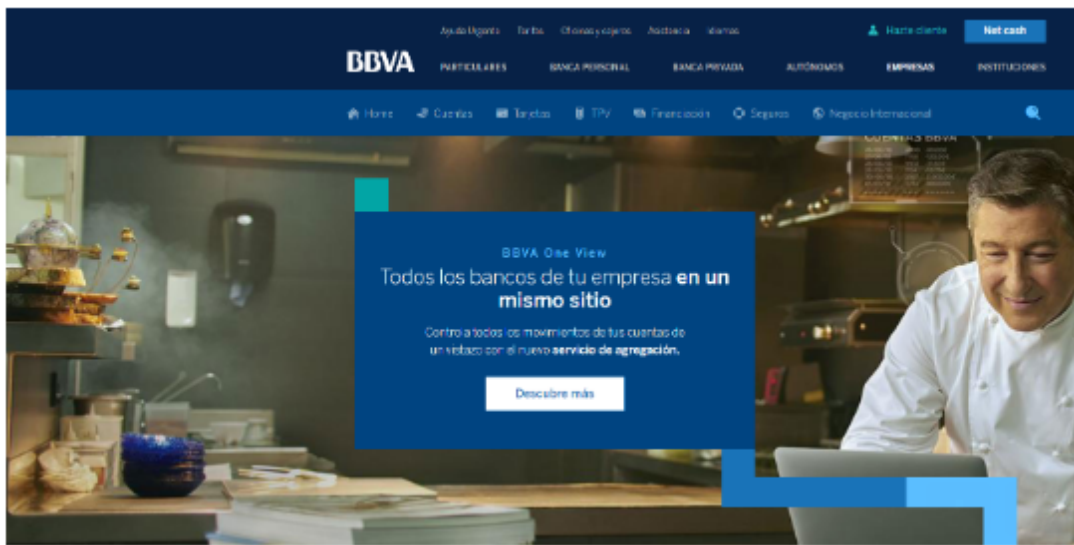 Ayuda Urgente Tarifas Oficinas y cajeros Asistencia Idiomas Hazte cliente Net cash
BBVA PARTICULARES BANCA PERSONAL BANCA PRIVADA AUTÓNOMOS EMPRESAS INSTITUCIONES
Home Cuentas Tarjetas TPV Financiación Seguros Negocio Internacional
CUENTAS BBVA
BBVA One View
Todos los bancos de tu empresa en un
mismo sitio
Controla todos los movimientos de tus cuentas de
un vistazo con el nuevo servicio de agregación.
Descubre más